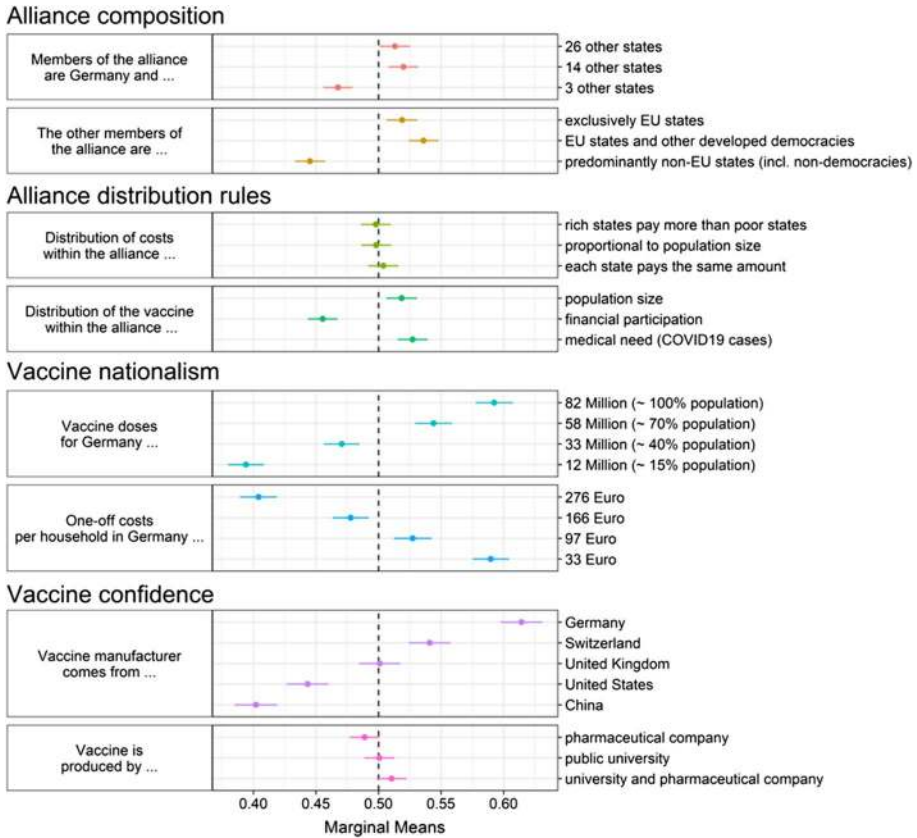 Alliance composition
Members of the alliance
are Germany and ...
26 other states
14 other states
3 other states
The other members of
the alliance are ...
exclusively EU states
EU states and other developed democracies
predominantly non-EU states (incl. non-democracies)
Alliance distribution rules
Distribution of costs
within the alliance ...
rich states pay more than poor states
proportional to population size
each state pays the same amount
Distribution of the vaccine
within the alliance ...
population size
financial participation
medical need (COVID19 cases)
Vaccine nationalism
Vaccine doses
for Germany ...
82 Million (~ 100% population)
58 Million (~ 70% population)
33 Million (~ 40% population)
12 Million (~ 15% population)
One-off costs
per household in Germany ...
276 Euro
166 Euro
97 Euro
33 Euro
Vaccine confidence
Vaccine manufacturer
comes from ...
Germany
Switzerland
United Kingdom
United States
China
Vaccine is
produced by ...
pharmaceutical company
public university
university and pharmaceutical company
0.40 0.45 0.50 0.55 0.60
Marginal Means